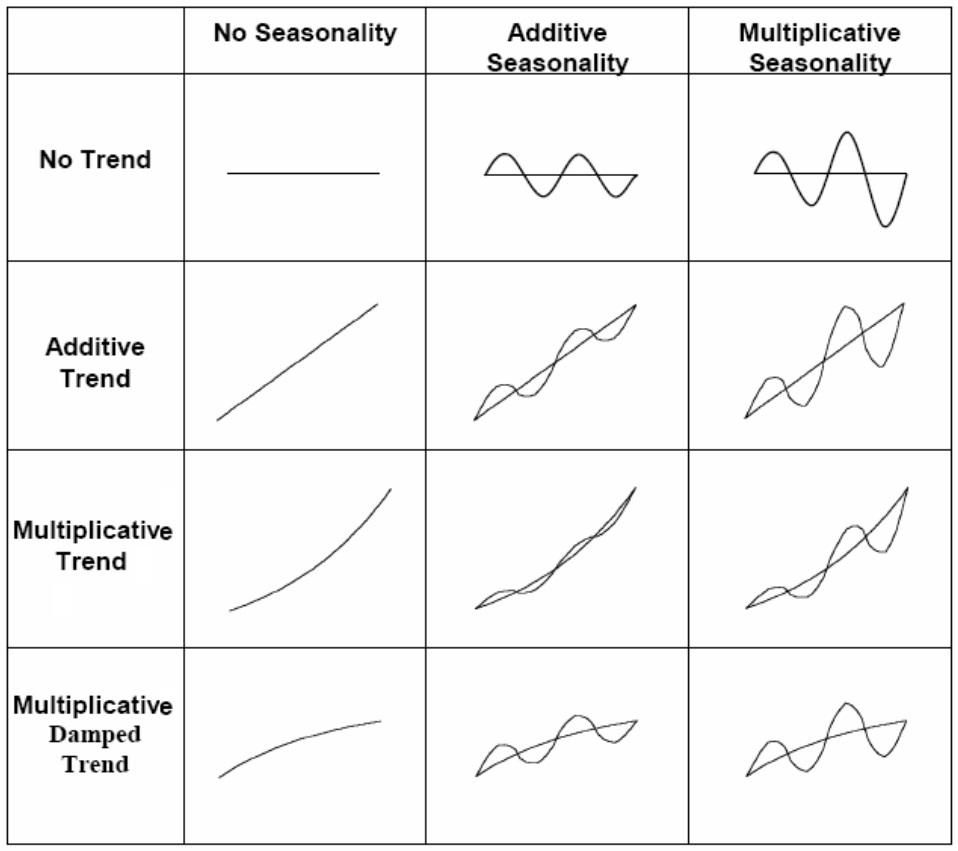 No Seasonality
Additive
Seasonality
Multiplicative
Seasonality
No Trend
Additive
Trend
Multiplicative
Trend
Multiplicative
Damped
Trend